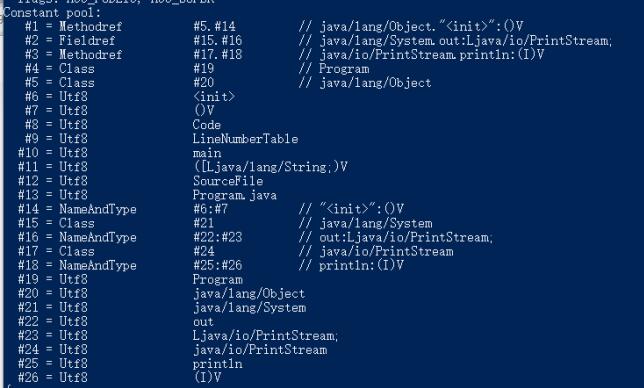 Constant pool:
#1 = Methodref #5.#14 // java/lang/Object."<init>":()V
#2 = Fieldref #15.#16 // java/lang/System.out:Ljava/io/PrintStream;
#3 = Methodref #17.#18 // java/io/PrintStream.println:(I)V
#4 = Class #19 // Program
#5 = Class #20 // java/lang/Object
#6 = Utf8 <init>
#7 = Utf8 ()V
#8 = Utf8 Code
#9 = Utf8 LineNumberTable
#10 = Utf8 main
#11 = Utf8 ([Ljava/lang/String;)V
#12 = Utf8 SourceFile
#13 = Utf8 Program.java
#14 = NameAndType #6:#7 // "<init>":()V
#15 = Class #21 // java/lang/System
#16 = NameAndType #22:#23 // out:Ljava/io/PrintStream;
#17 = Class #24 // java/io/PrintStream
#18 = NameAndType #25:#26 // println:(I)V
#19 = Utf8 Program
#20 = Utf8 java/lang/Object
#21 = Utf8 java/lang/System
#22 = Utf8 out
#23 = Utf8 Ljava/io/PrintStream;
#24 = Utf8 java/io/PrintStream
#25 = Utf8 println
#26 = Utf8 (I)V